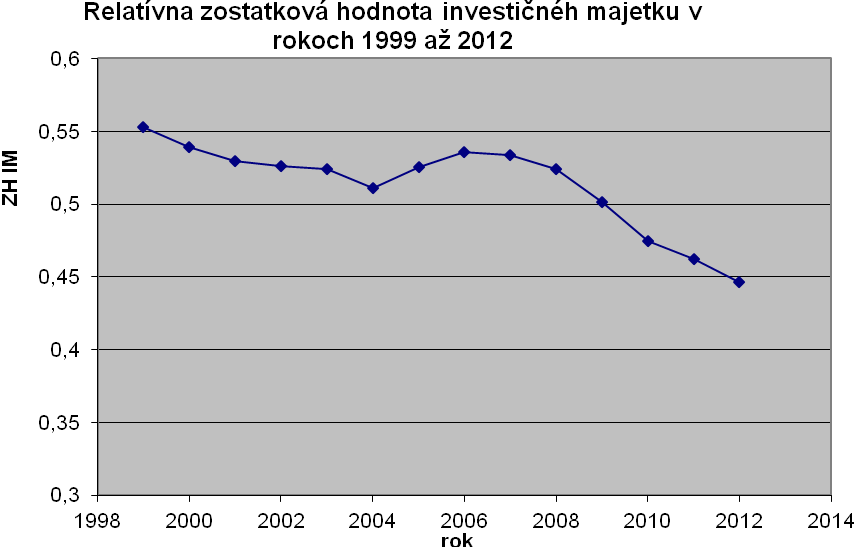 Relatívna zostatková hodnota investičnéh majetku v
rokoch 1999 až 2012
0,6
0,55
0,5
0,45
0,4
0,35
0,3
ZH IM
1998 2000 2002 2004 2006 2008 2010 2012 2014
rok